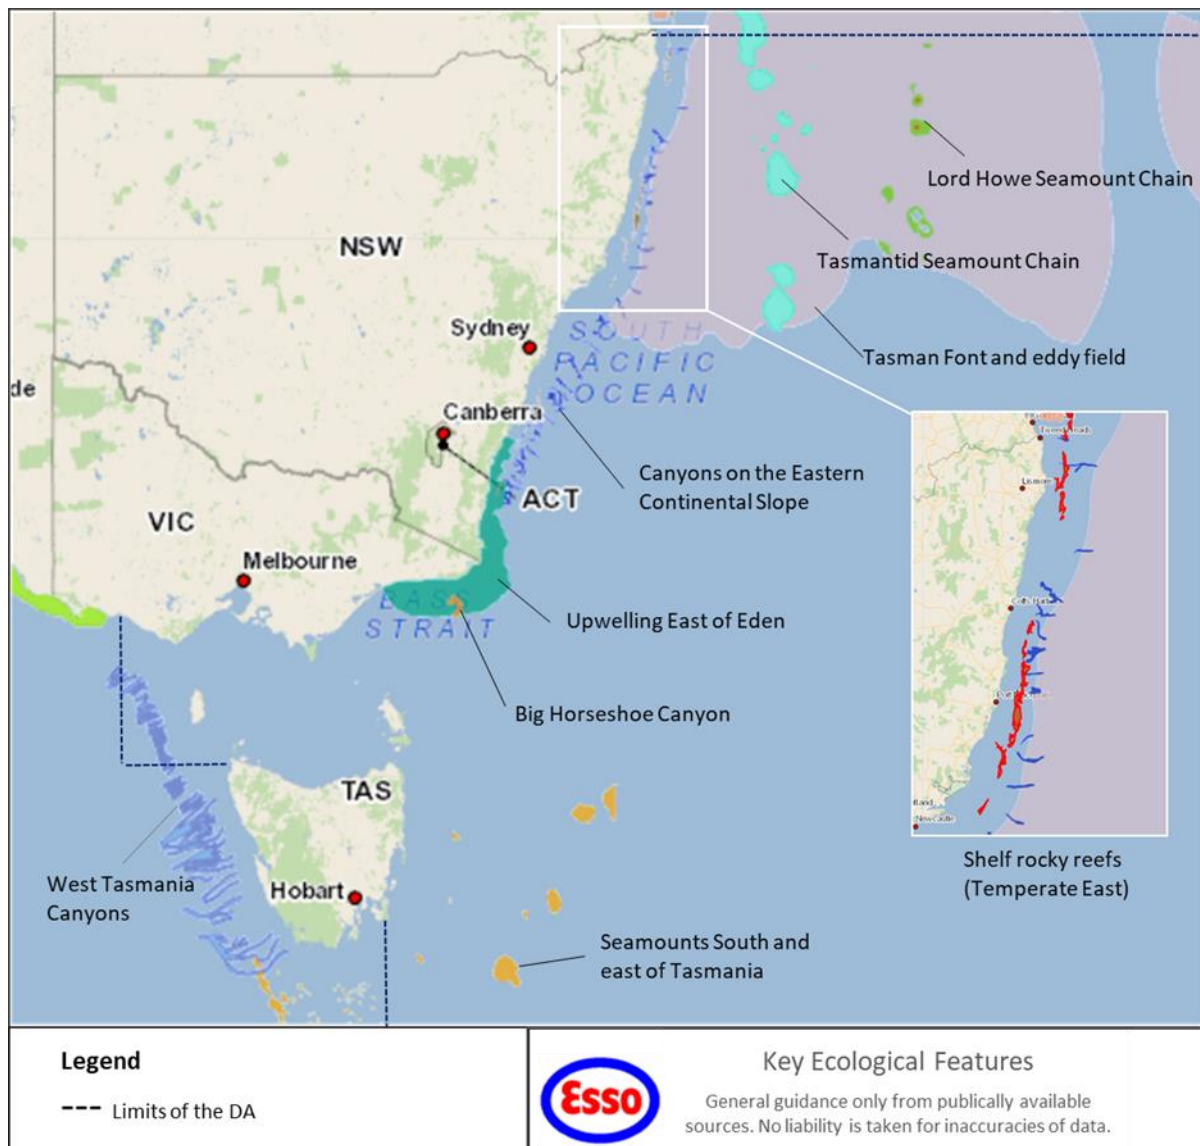 Lord Howe Seamount Chain
NSW
Tasmantid Seamount Chain
Sydney
SOUTH
PACIFIC
OCEAN
Tasman Font and eddy field
de
Canberra
Lismore
Canyons on the Eastern
Continental Slope
ACT
VIC
Melbourne
BASS
STRAIT
Upwelling East of Eden
Big Horseshoe Canyon
TAS
Newcastle
Shelf rocky reefs
(Temperate East)
West Tasmania
Canyons
Hobart
Seamounts South and
east of Tasmania
Legend
Limits of the DA
Esso
Key Ecological Features
General guidance only from publically available
sources. No liability is taken for inaccuracies of data.